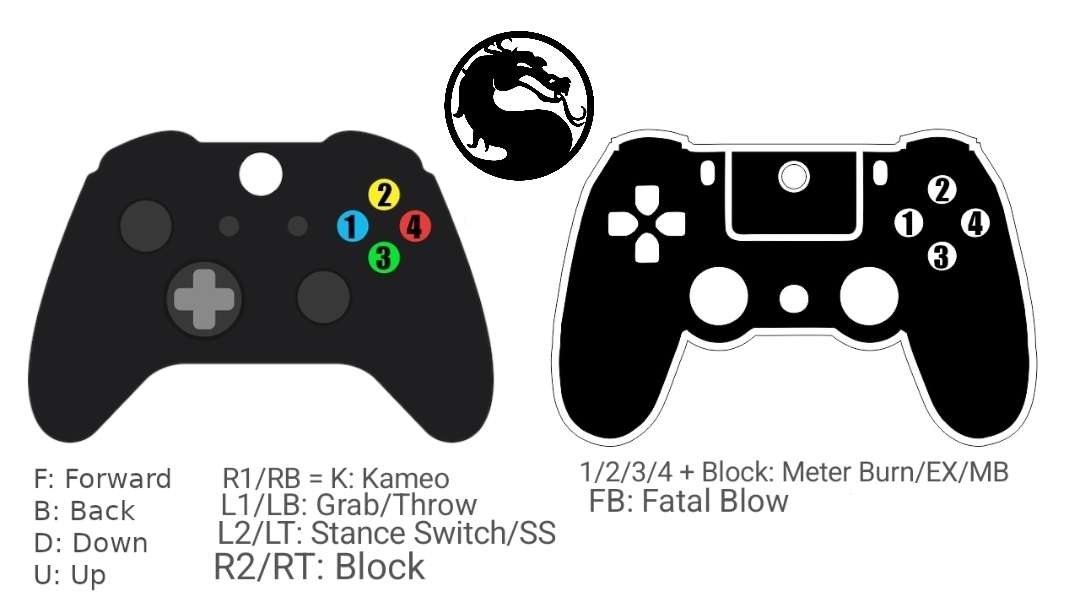 2
1 4
3
2
1 4
3
F: Forward
B: Back
D: Down
U: Up
R1/RB = K: Kameo
L1/LB: Grab/Throw
L2/LT: Stance Switch/SS
R2/RT: Block
1/2/3/4 + Block: Meter Burn/EX/MB
FB: Fatal Blow